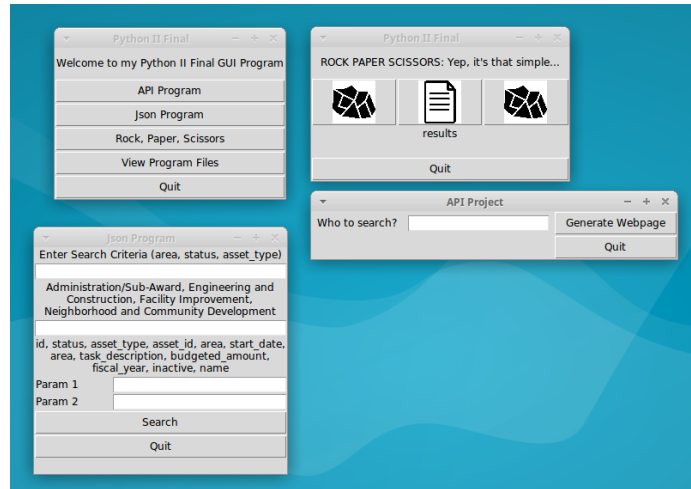 Python II Final
Welcome to my Python II Final GUI Program
API Program
Json Program
Rock, Paper, Scissors
View Program Files
Quit
Python II Final
ROCK PAPER SCISSORS: Yep, it's that simple...
results
Quit
API Project
Who to search?
Generate Webpage
Quit
Json Program
Enter Search Criteria (area, status, asset_type)
Administration/Sub-Award, Engineering and
Construction, Facility Improvement,
Neighborhood and Community Development
id, status, asset_type, asset_id, area, start_date,
area, task_description, budgeted_amount,
fiscal_year, inactive, name
Param 1
Param 2
Search
Quit